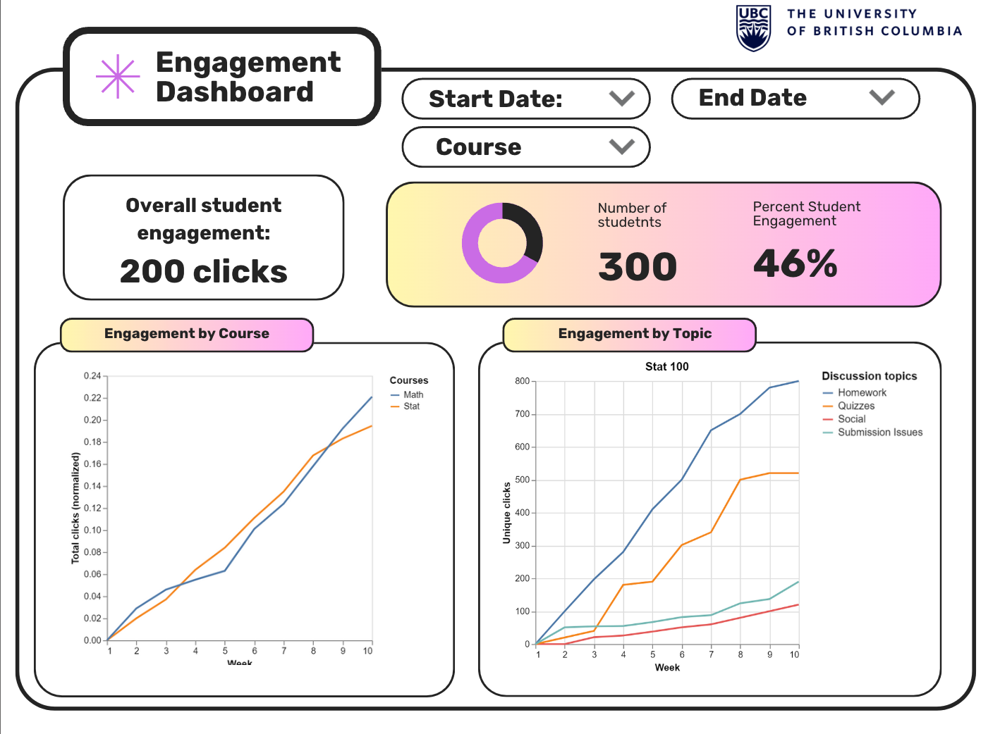 UBC
THE UNIVERSITY
OF BRITISH COLUMBIA
Engagement
Dashboard
Start Date:
End Date
Course
Overall student
engagement:
200 clicks
Number of
studetnts
300
Percent Student
Engagement
46%
Engagement by Course
0.24
0.22
0.20
0.18
0.16
0.14
0.12
0.10
0.08
0.06
0.04
0.02
0.00
Total clicks (normalized)
1 2 3 4 5 6 7 8 9 10
Week
Courses
Math
Stat
Engagement by Topic
Stat 100
800
700
600
500
400
300
200
100
0
Unique clicks
1 2 3 4 5 6 7 8 9 10
Week
Discussion topics
Homework
Quizzes
Social
Submission Issues